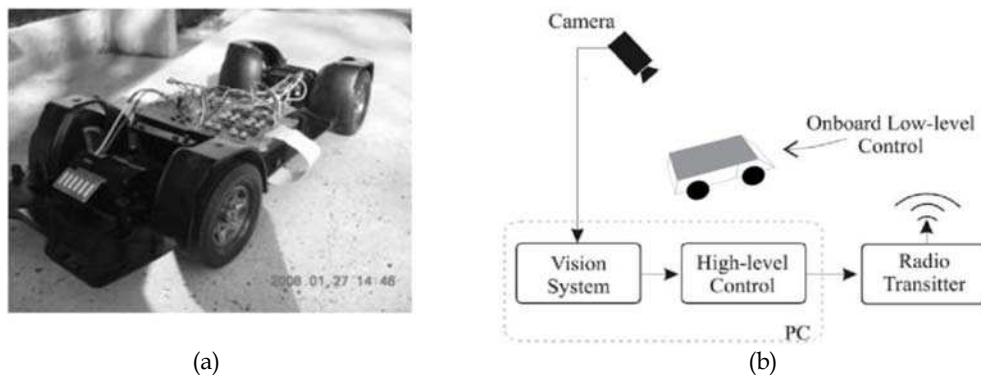 2008 01,27 14:46
(a)
Camera
Onboard Low-level
Control
Vision
System
High-level
Control
Radio
Transitter
PC
(b)